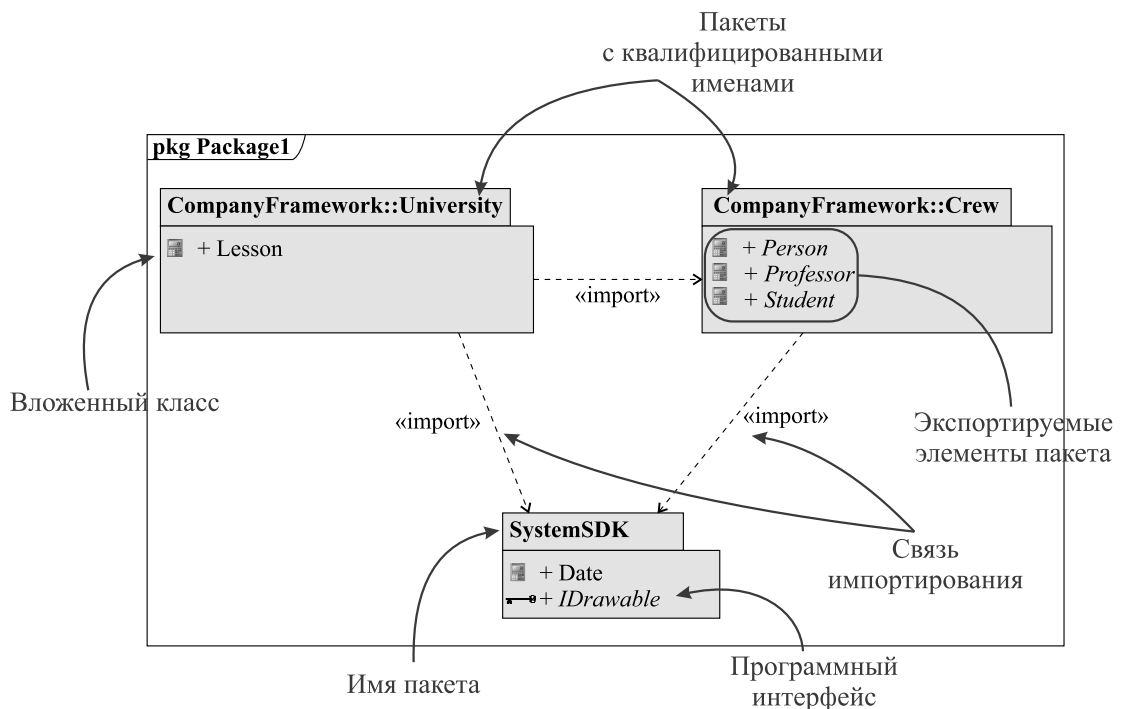 Пакеты
с квалифицированными
именами
pkg Package1
CompanyFramework::University
CompanyFramework::Crew
+ Lesson
+ Person
+ Professor
+ Student
«import»
Вложенный класс
«import»
«import»
Экспортируемые
элементы пакета
SystemSDK
+ Date
+ IDrawable
Связь
импортирования
Имя пакета
Программный
интерфейс